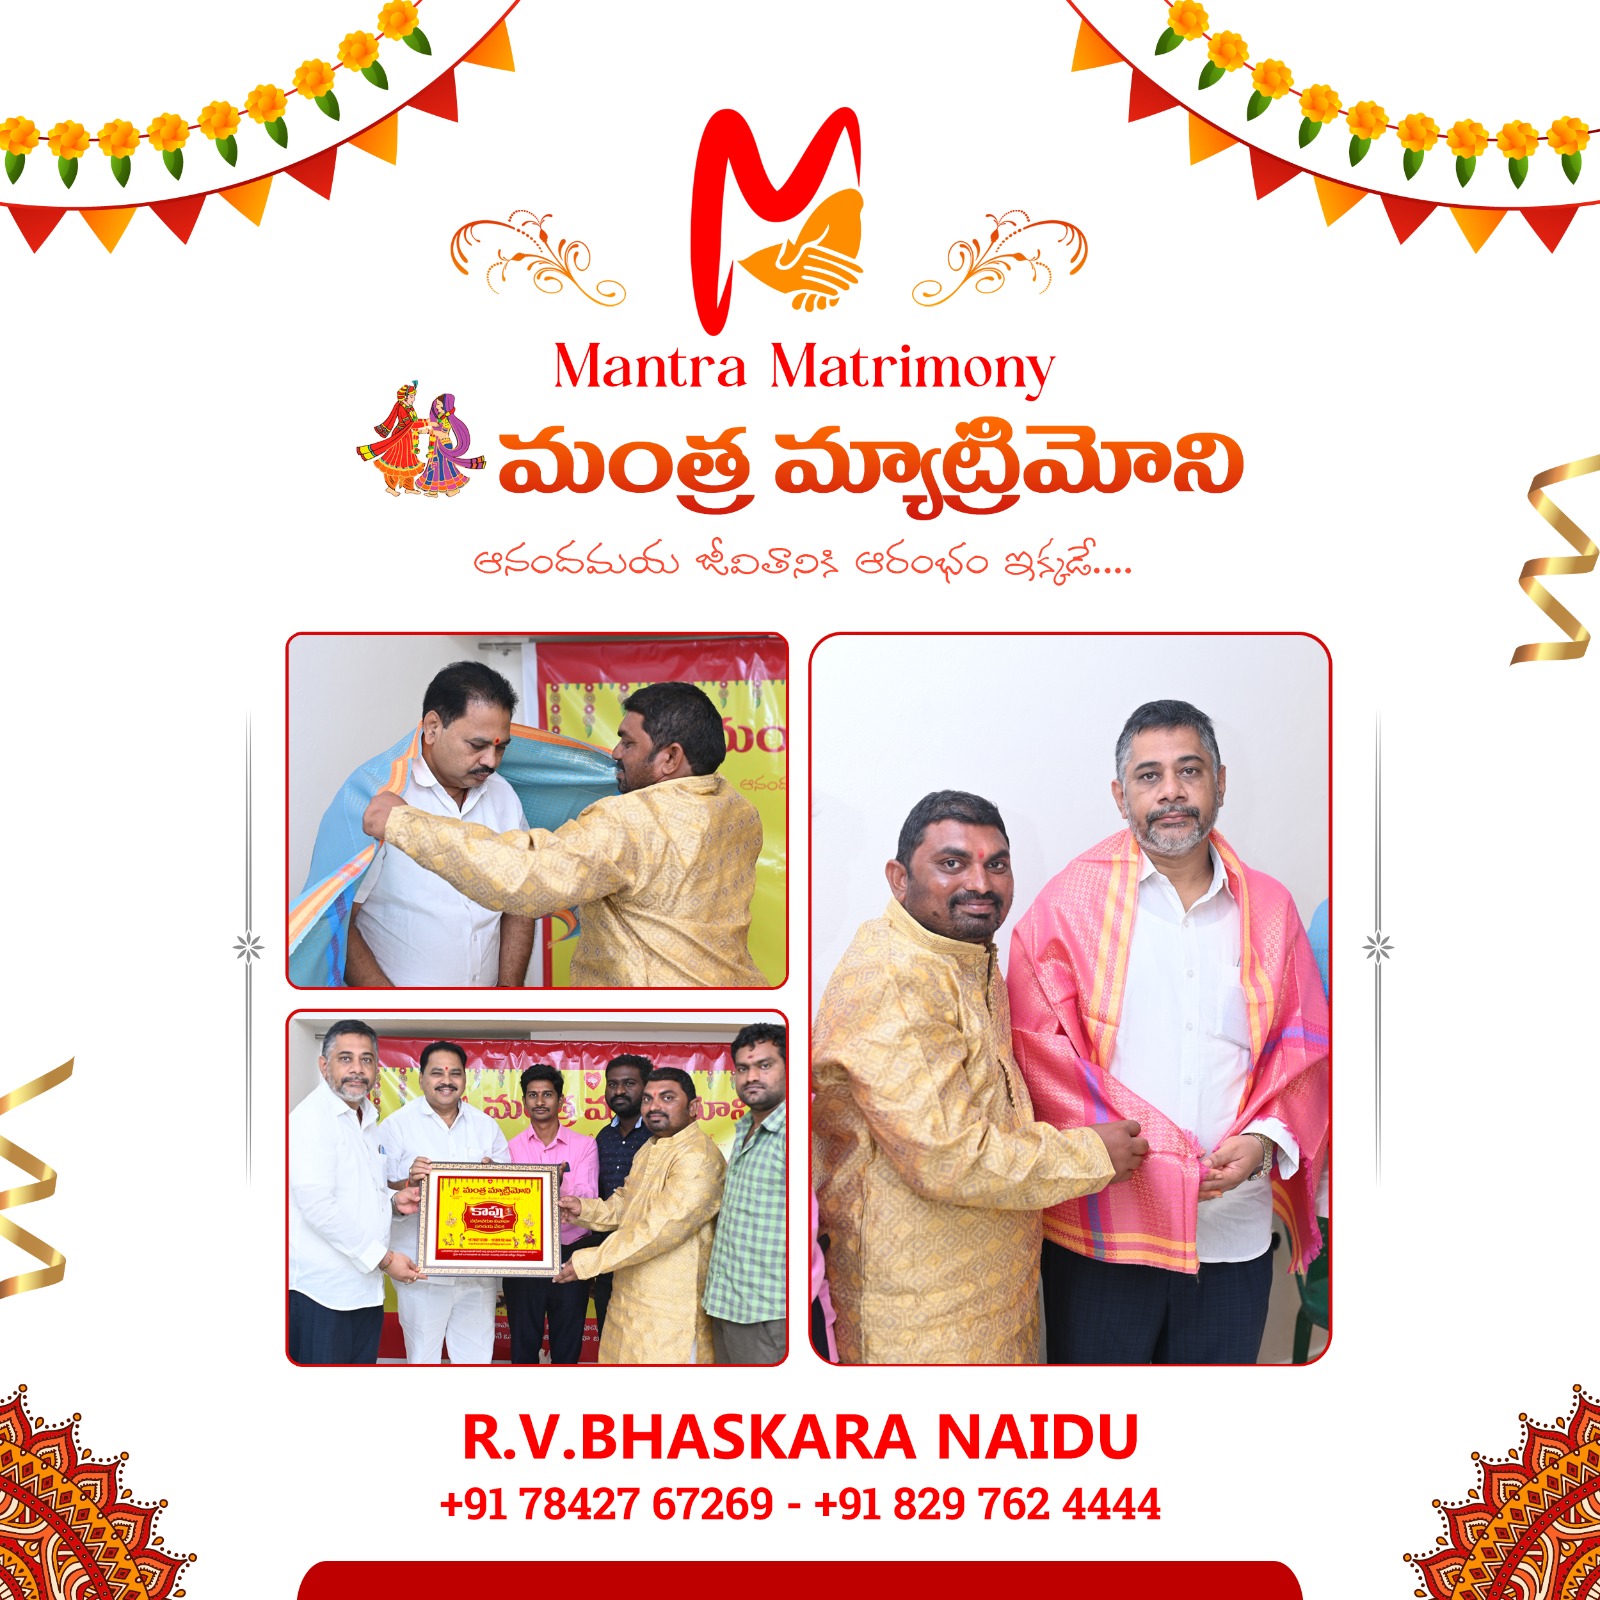 Mantra Matrimony
మంత్ర మ్యాట్రిమోని
ఆనందమయ జీవితానికి ఆరంభం ఇక్కడే....
మంత్ర మ్యాట్రిమోని
కాపు
R.V.BHASKARA NAIDU
+91 78427 67269 - +91 829 762 4444